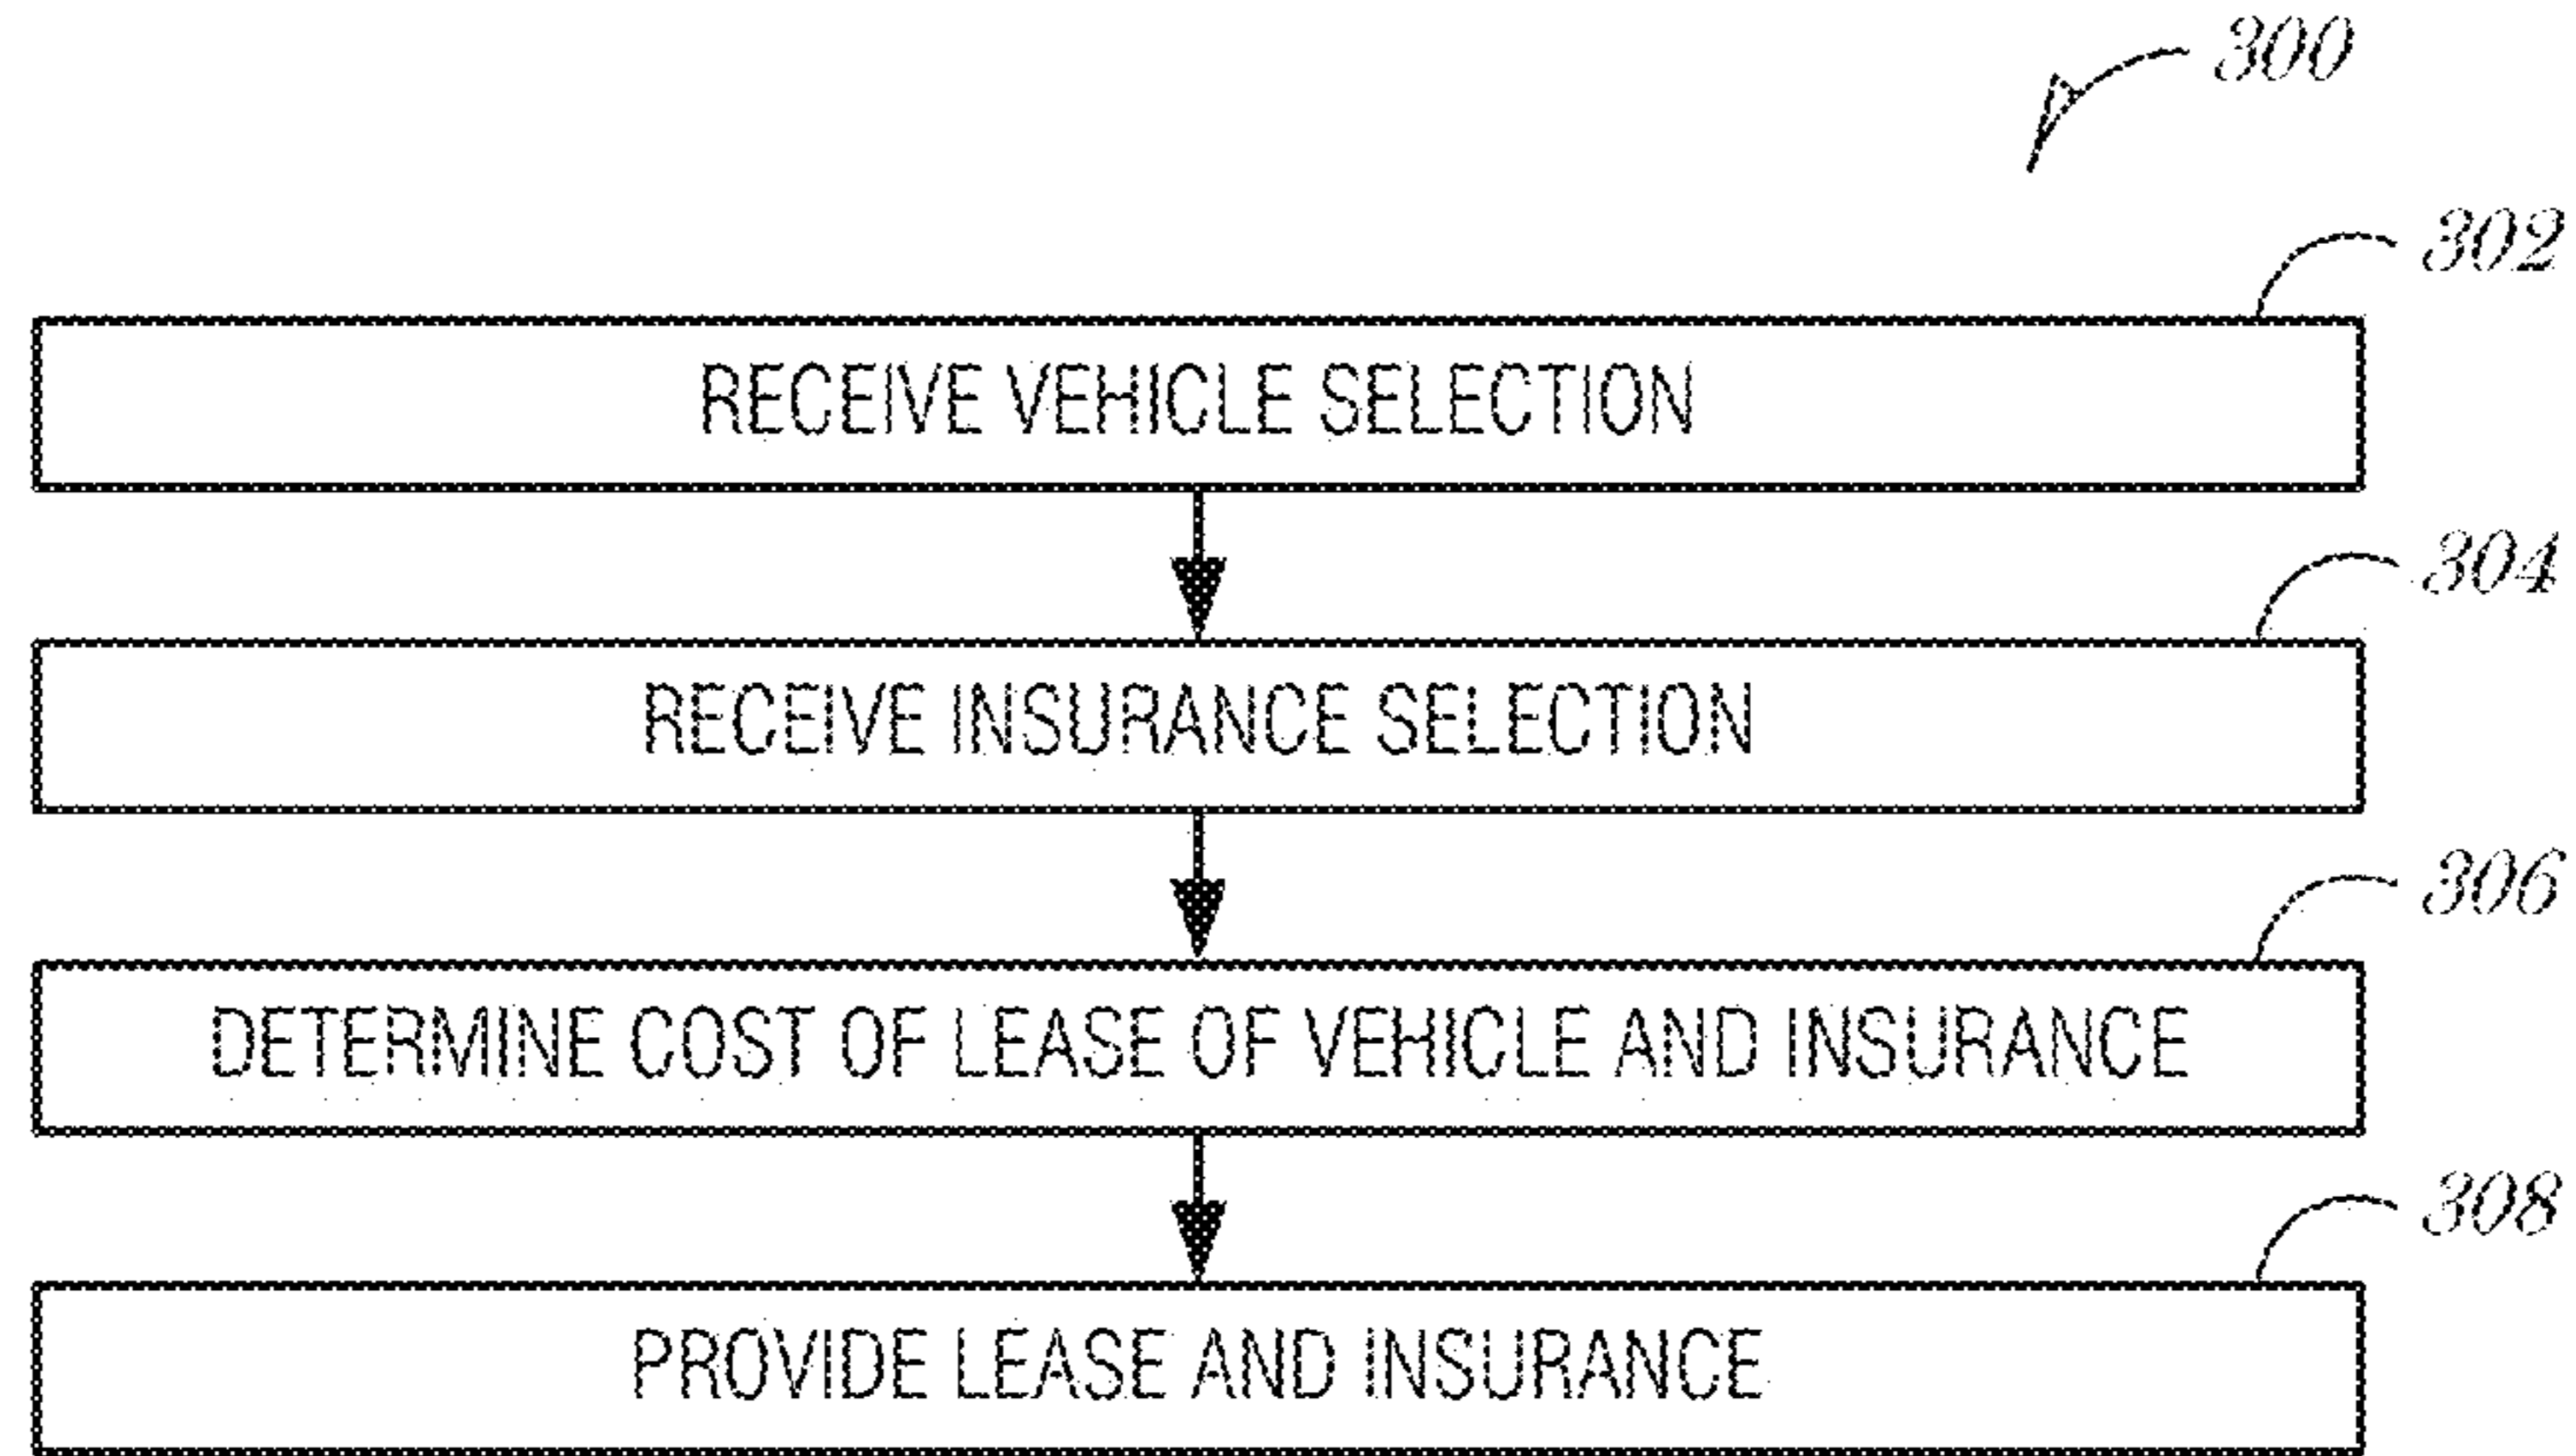 300
302
RECEIVE VEHICLE SELECTION
304
RECEIVE INSURANCE SELECTION
306
DETERMINE COST OF LEASE OF VEHICLE AND INSURANCE
308
PROVIDE LEASE AND INSURANCE